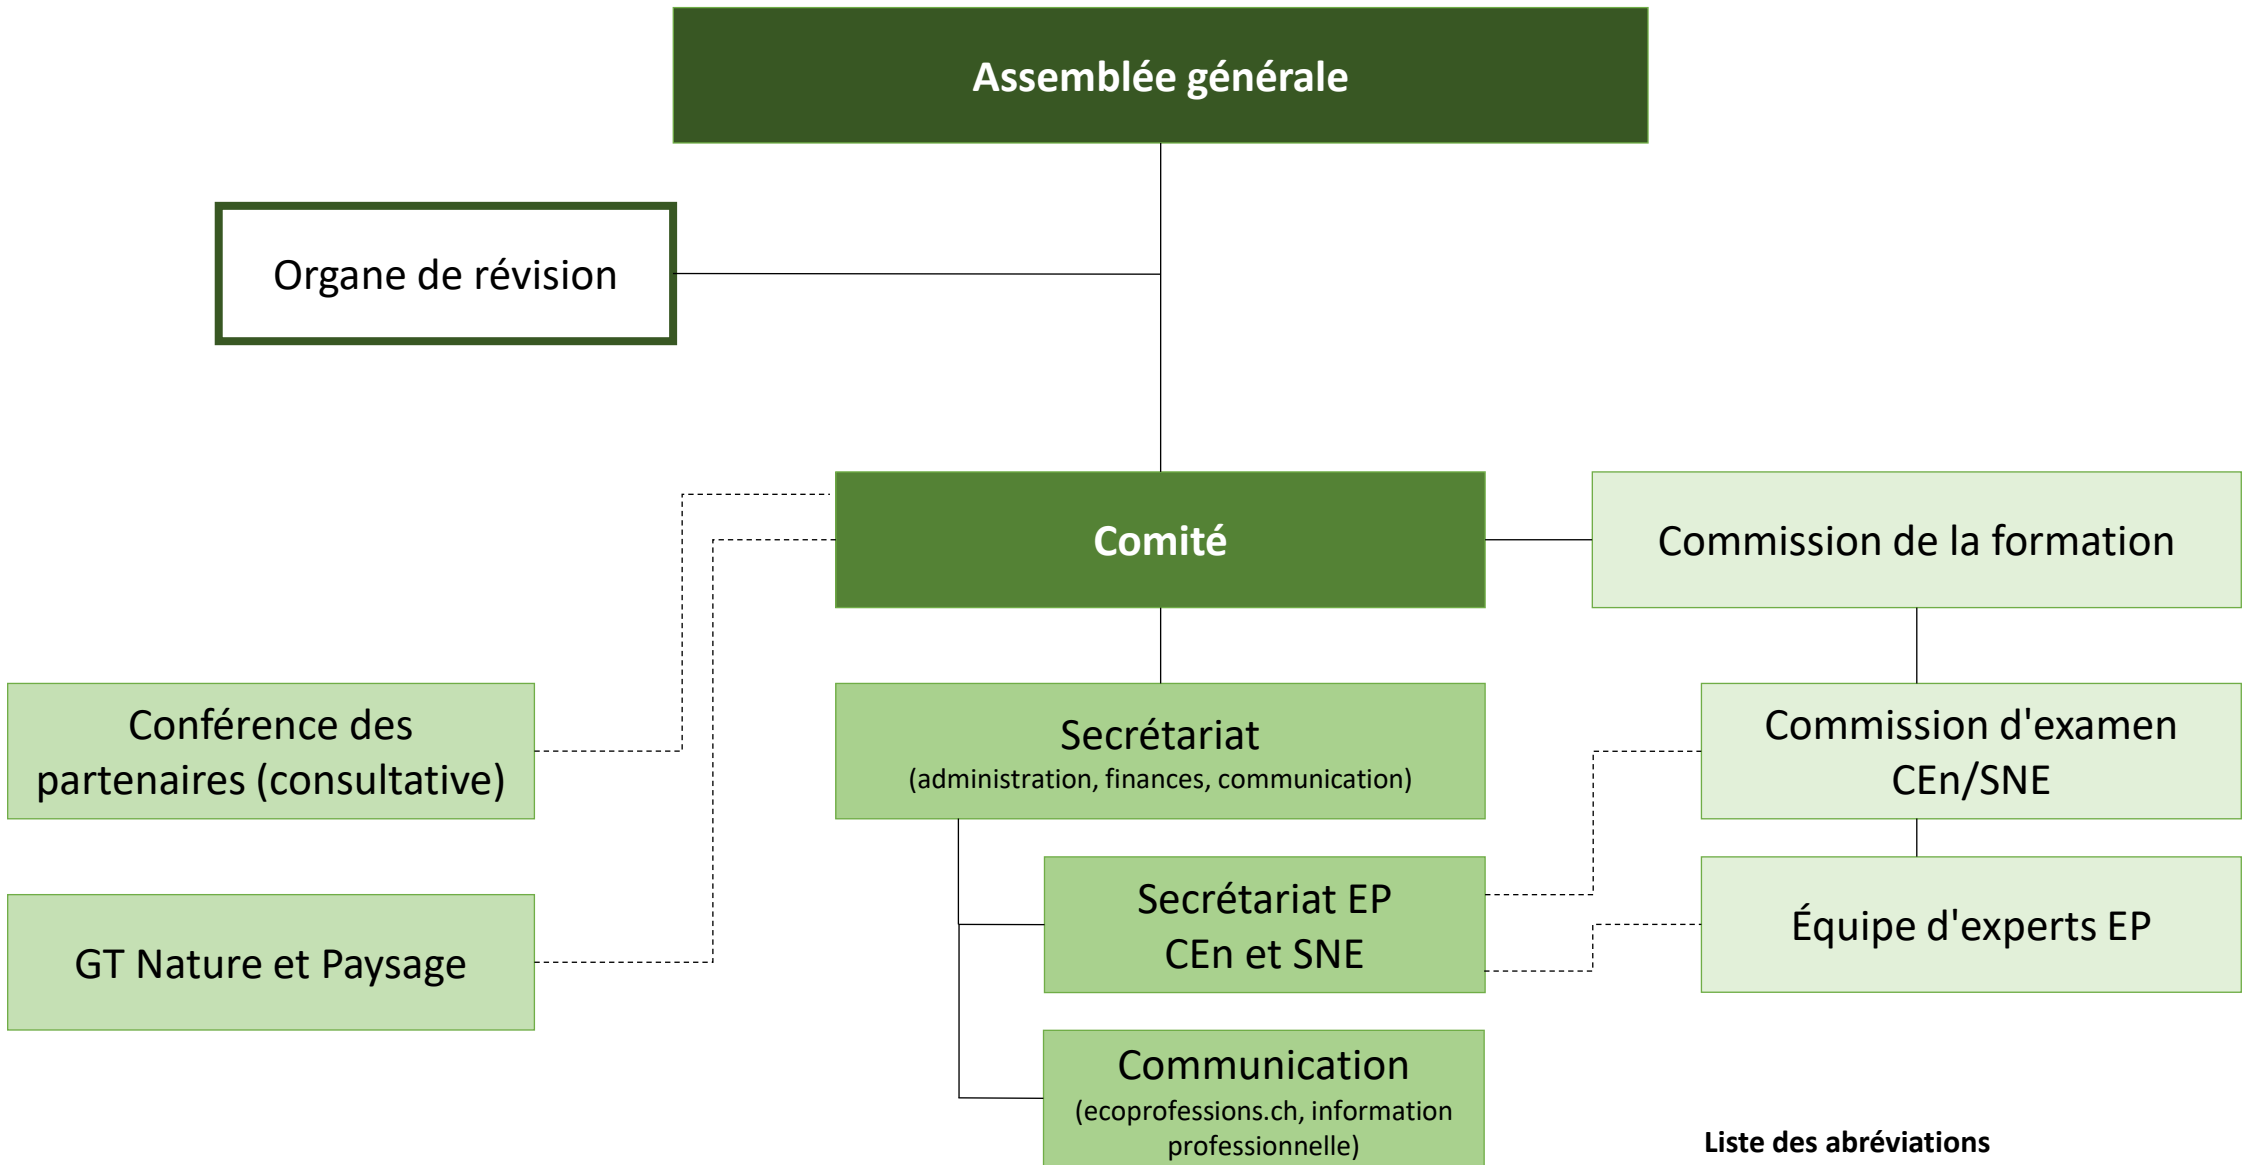 Assemblée générale
Organe de révision
Comité
Commission de la formation
Conférence des
partenaires (consultative)
Secrétariat
(administration, finances, communication)
Commission d'examen
CEn/SNE
GT Nature et Paysage
Secrétariat EP
CEn et SNE
Équipe d'experts EP
Communication
(ecoprofessions.ch, information
professionnelle)
Liste des abréviations